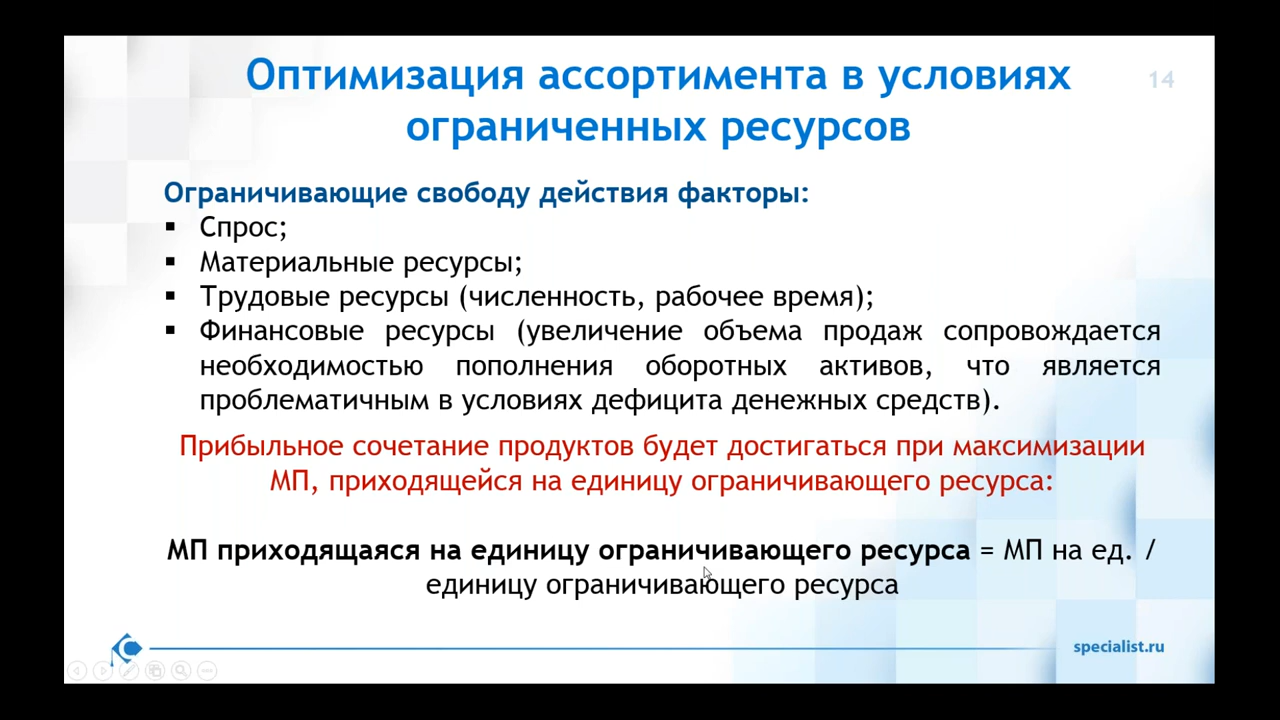 Оптимизация ассортимента в условиях
ограниченных ресурсов
14
Ограничивающие свободу действия факторы:
▪ Спрос;
▪ Материальные ресурсы;
▪ Трудовые ресурсы (численность, рабочее время);
▪ Финансовые ресурсы (увеличение объема продаж сопровождается
необходимостью пополнения оборотных активов, что является
проблематичным в условиях дефицита денежных средств).
Прибыльное сочетание продуктов будет достигаться при максимизации
МП, приходящейся на единицу ограничивающего ресурса:
МП приходящаяся на единицу ограничивающего ресурса = МП на ед. /
единицу ограничивающего ресурса
specialist.ru